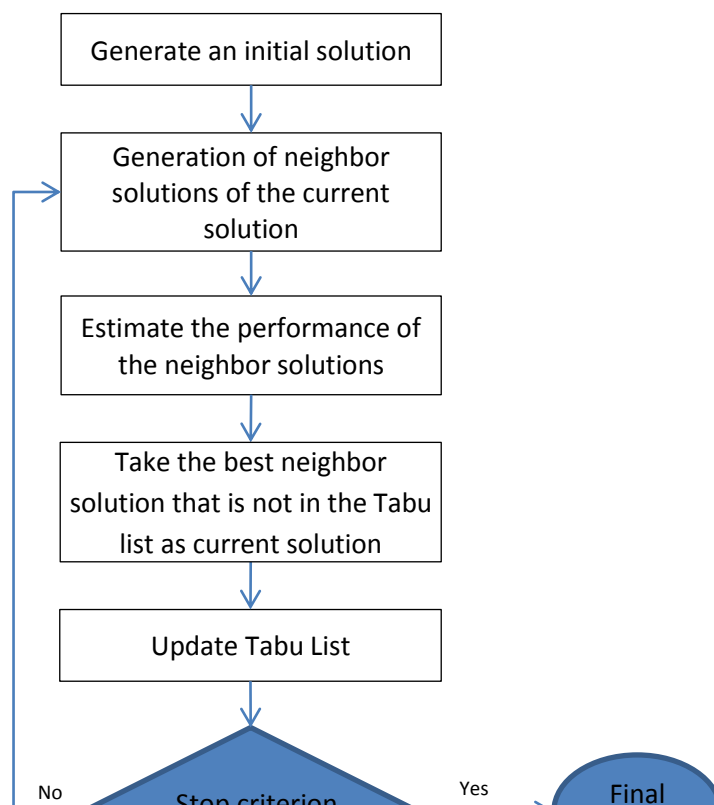 Generate an initial solution
Generation of neighbor
solutions of the current
solution
Estimate the performance of
the neighbor solutions
Take the best neighbor
solution that is not in the Tabu
list as current solution
Update Tabu List
No
Stop criterion
Yes
Final